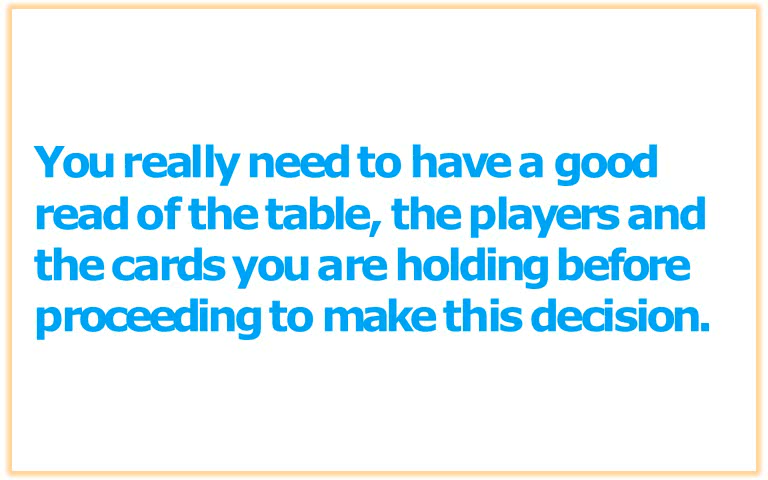 You really need to have a good
read of the table, the players and
the cards you are holding before
proceeding to make this decision.